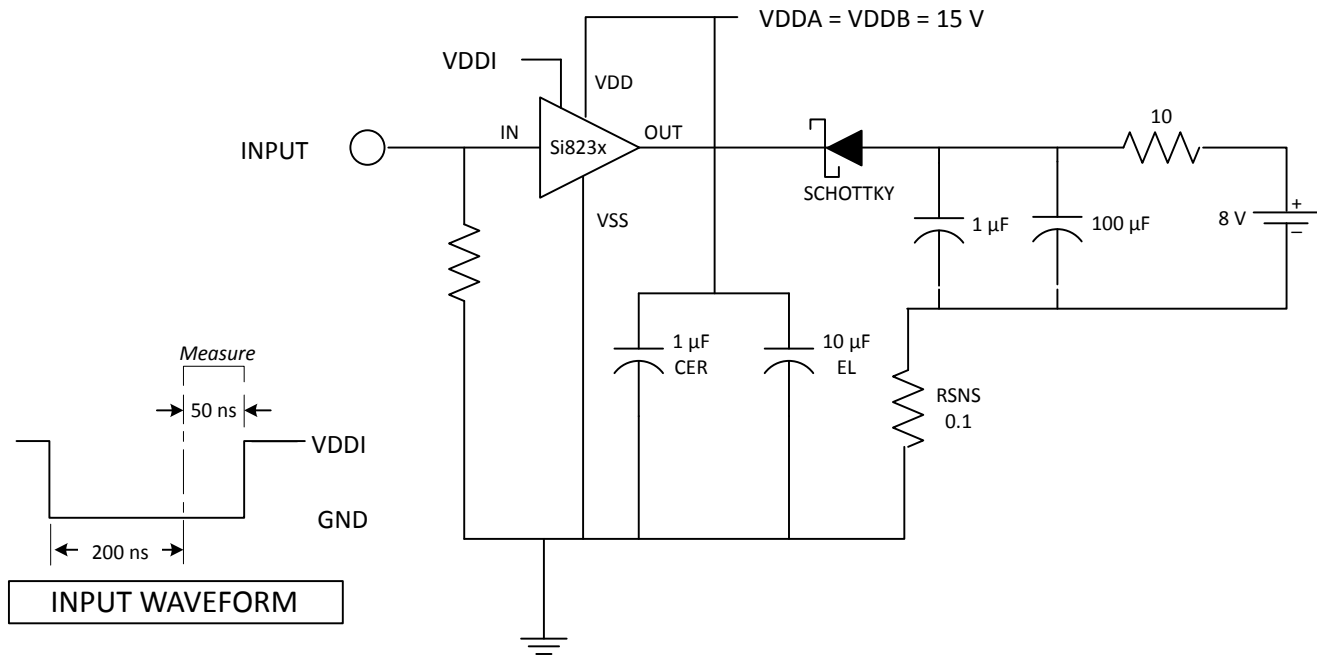 VDDA = VDDB = 15 V
VDDI
VDD
10
INPUT
IN
Si823x
OUT
SCHOTTKY
VSS
1 µF
100 µF
8 V
+
–
1 µF
CER
10 µF
EL
RSNS
0.1
Measure
50 ns
VDDI
GND
200 ns
INPUT WAVEFORM